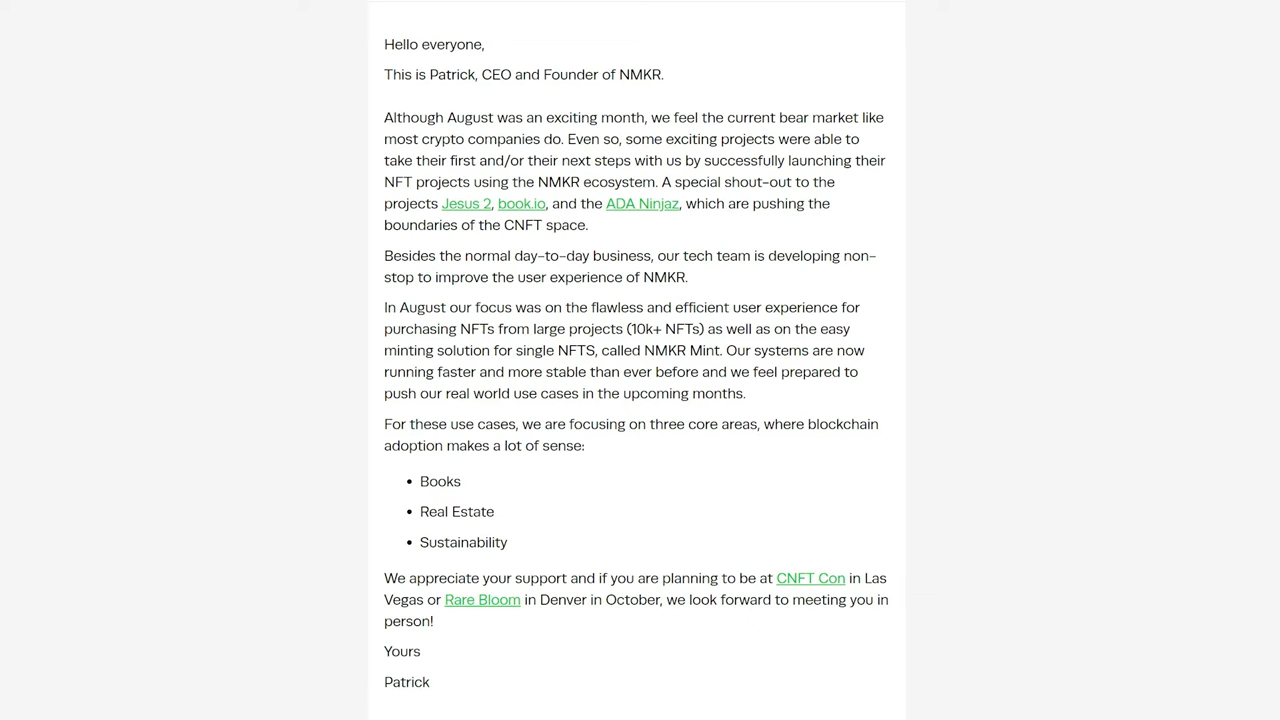 Hello everyone,
This is Patrick, CEO and Founder of NMKR.
Although August was an exciting month, we feel the current bear market like
most crypto companies do. Even so, some exciting projects were able to
take their first and/or their next steps with us by successfully launching their
NFT projects using the NMKR ecosystem. A special shout-out to the
projects Jesus 2, book.io, and the ADA Ninjaz, which are pushing the
boundaries of the CNFT space.
Besides the normal day-to-day business, our tech team is developing non-
stop to improve the user experience of NMKR.
In August our focus was on the flawless and efficient user experience for
purchasing NFTs from large projects (10k+ NFTs) as well as on the easy
minting solution for single NFTS, called NMKR Mint. Our systems are now
running faster and more stable than ever before and we feel prepared to
push our real world use cases in the upcoming months.
For these use cases, we are focusing on three core areas, where blockchain
adoption makes a lot of sense:
• Books
• Real Estate
• Sustainability
We appreciate your support and if you are planning to be at CNFT Con in Las
Vegas or Rare Bloom in Denver in October, we look forward to meeting you in
person!
Yours
Patrick